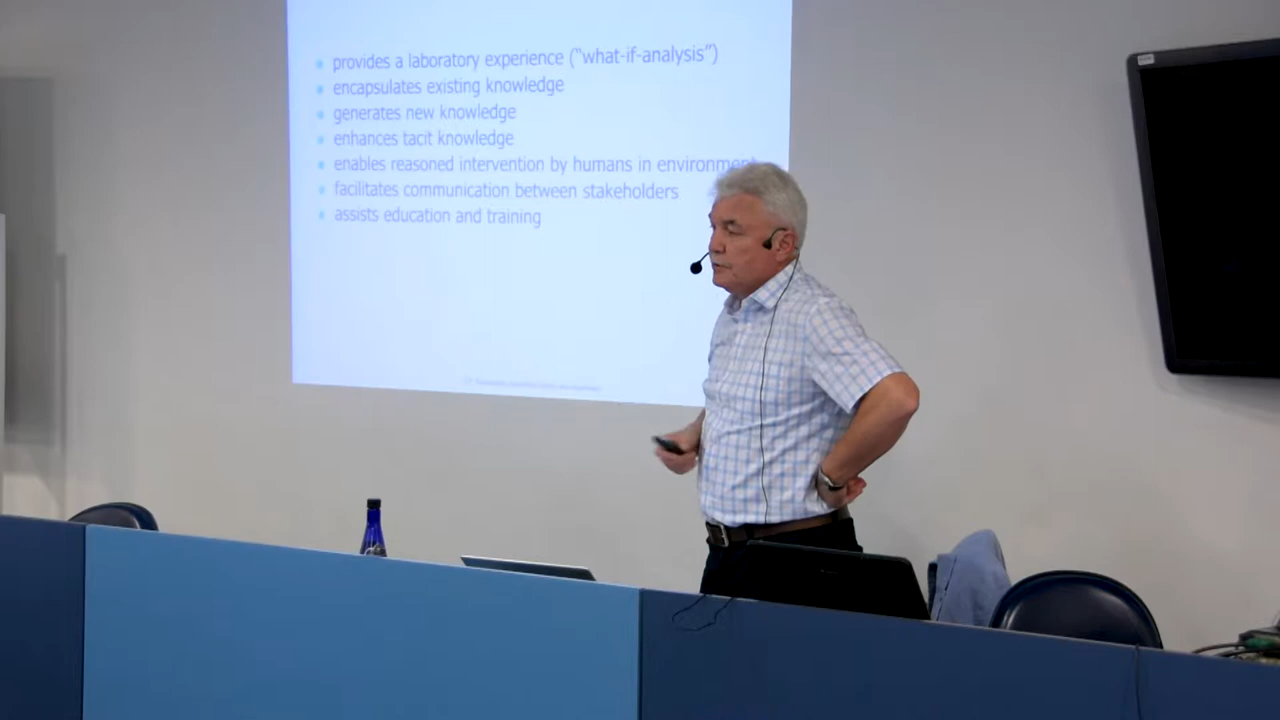 provides a laboratory experience (“what-if-analysis”)
encapsulates existing knowledge
generates new knowledge
enhances tacit knowledge
enables reasoned intervention by humans in environment
facilitates communication between stakeholders
assists education and training